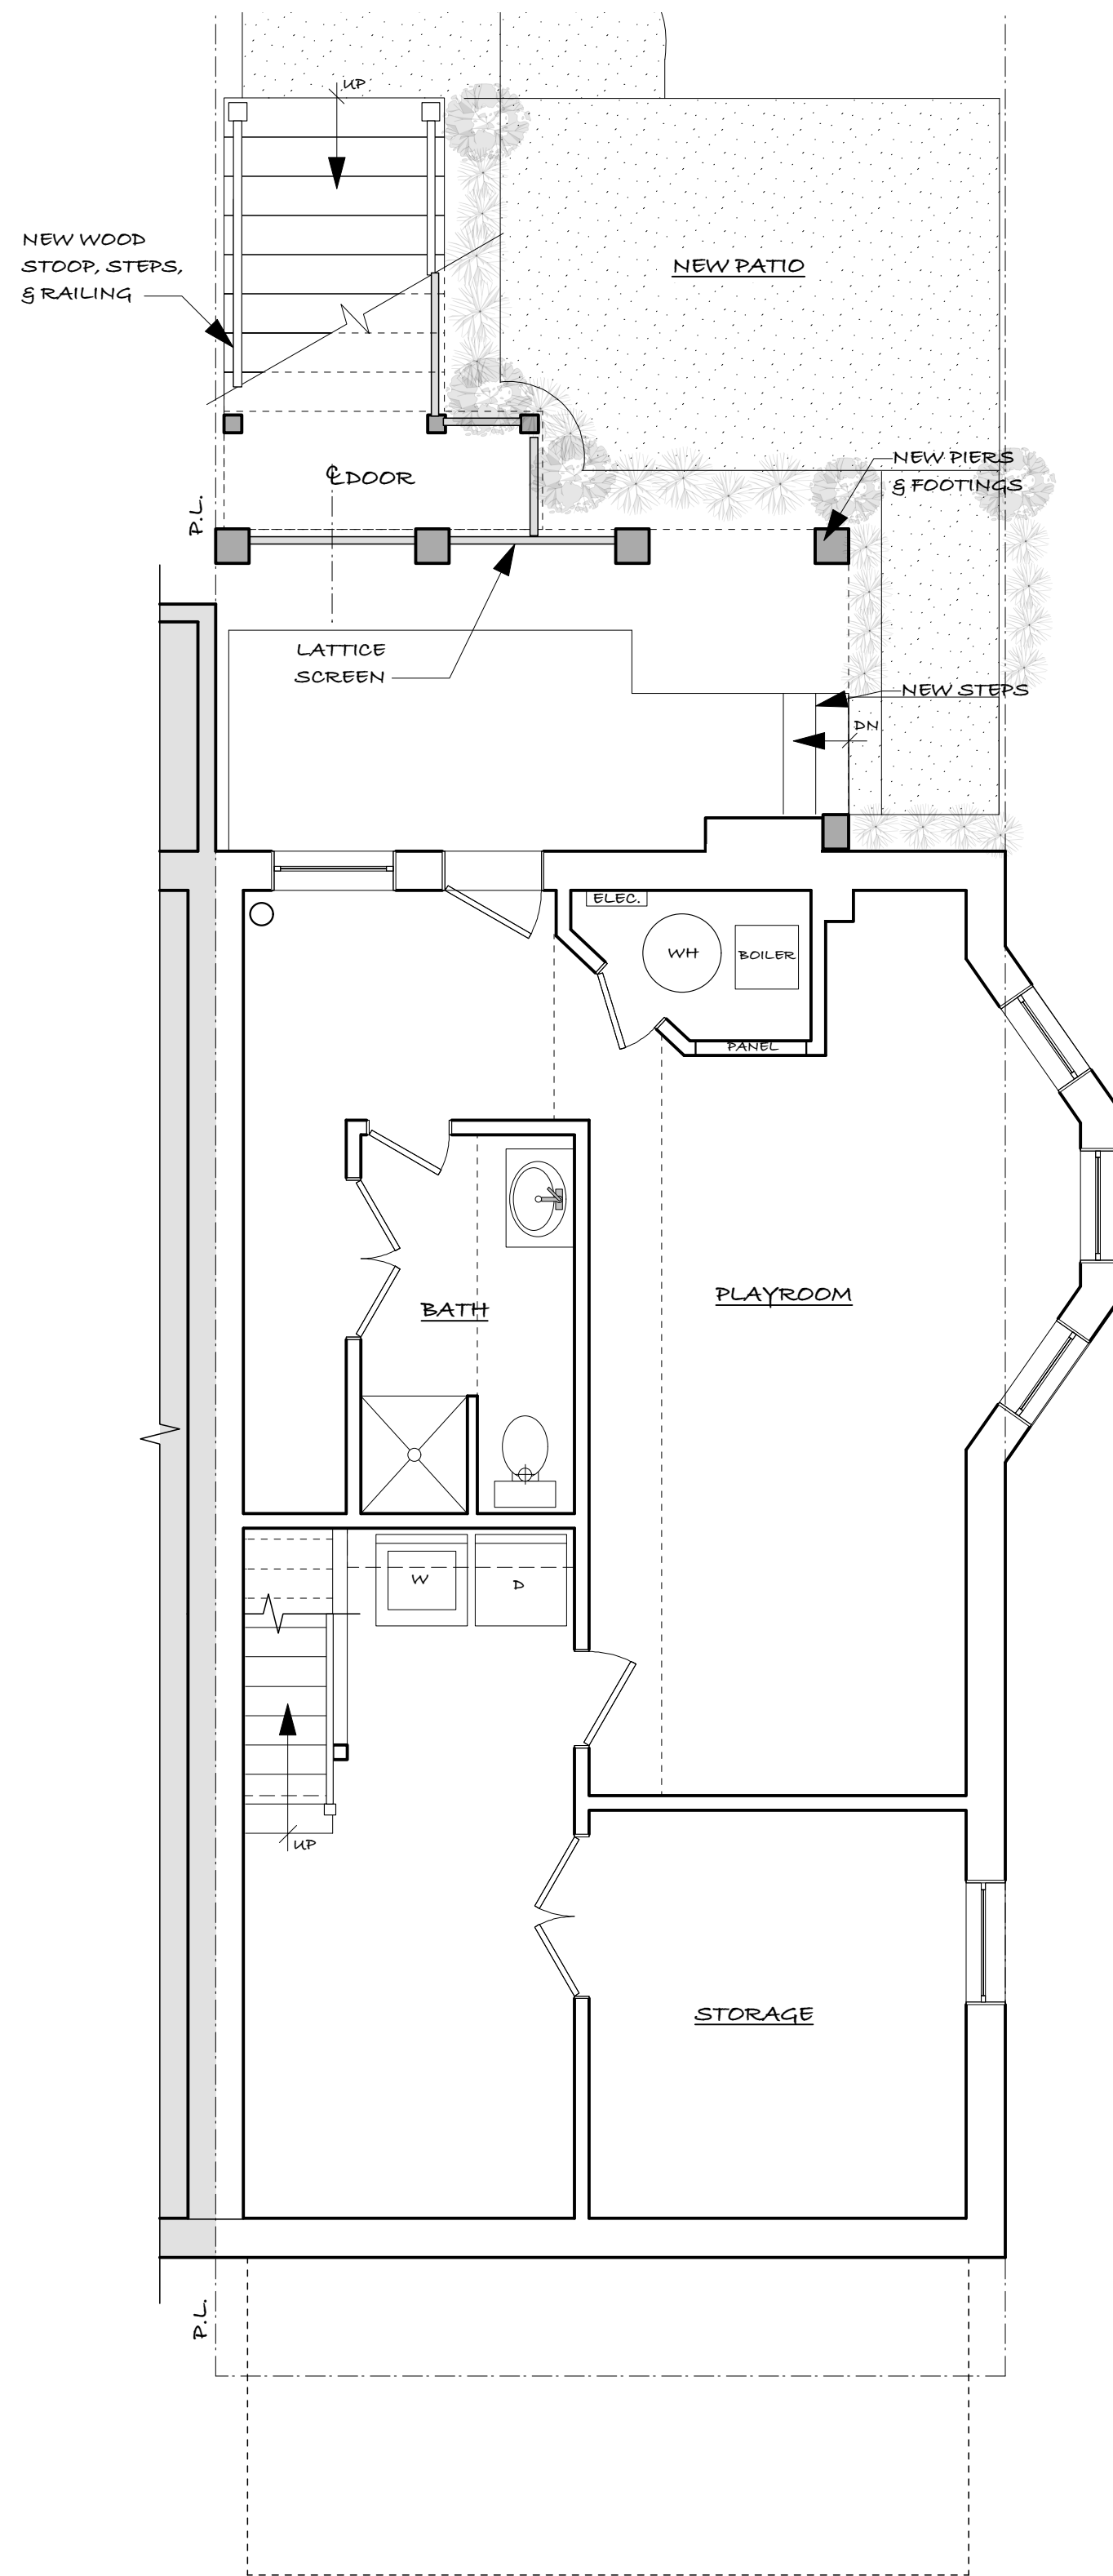 UP
NEW WOOD
STOOP, STEPS,
& RAILING
NEW PATIO
NEW PIERS
& FOOTINGS
℄ DOOR
P.L.
LATTICE
SCREEN
NEW STEPS
DN
ELEC.
WH
BOILER
PANEL
PLAYROOM
BATH
W
D
UP
STORAGE
P.L.